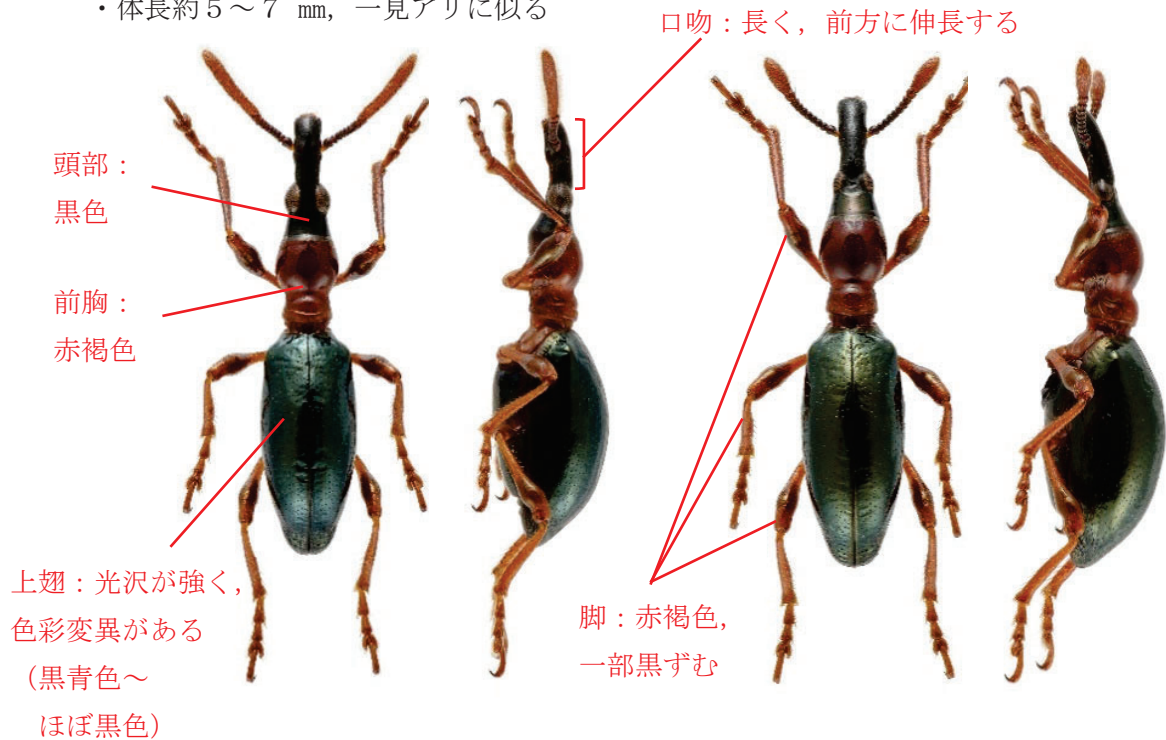 ・体長約５～７ mm，一見アリに似る
口吻：長く，前方に伸長する
頭部：
黒色
前胸：
赤褐色
上翅：光沢が強く，
色彩変異がある
（黒青色～
ほぼ黒色）
脚：赤褐色，
一部黒ずむ